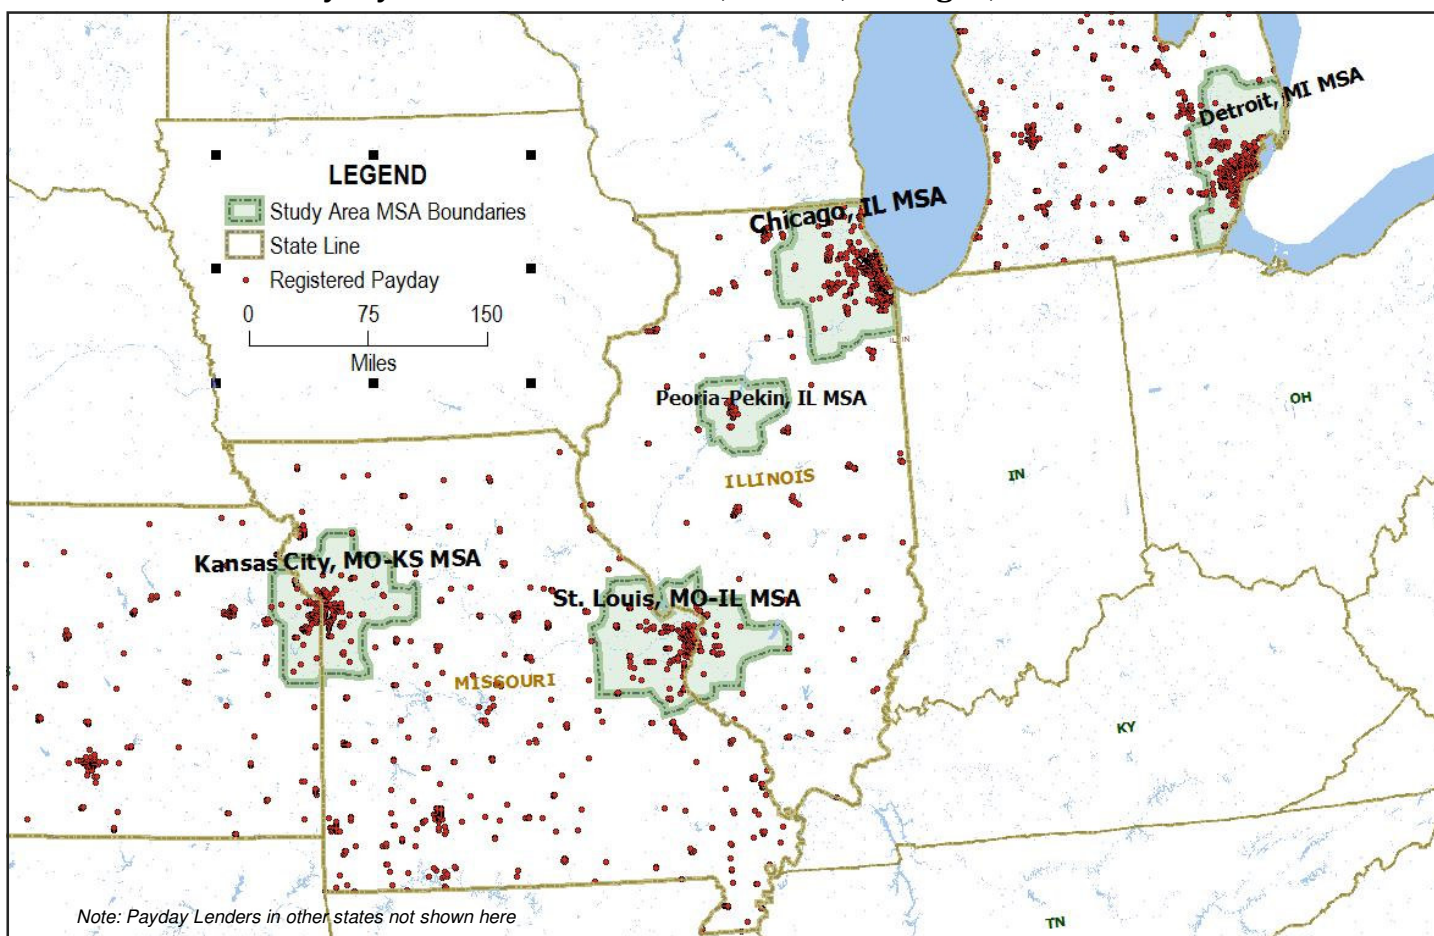 LEGEND
Study Area MSA Boundaries
State Line
Registered Payday
0 75 150
Miles
Detroit, MI MSA
Chicago, IL MSA
Peoria-Pekin, IL MSA
ILLINOIS
IN
OH
Kansas City, MO-KS MSA
St. Louis, MO-IL MSA
MISSOURI
KY
TN
Note: Payday Lenders in other states not shown here